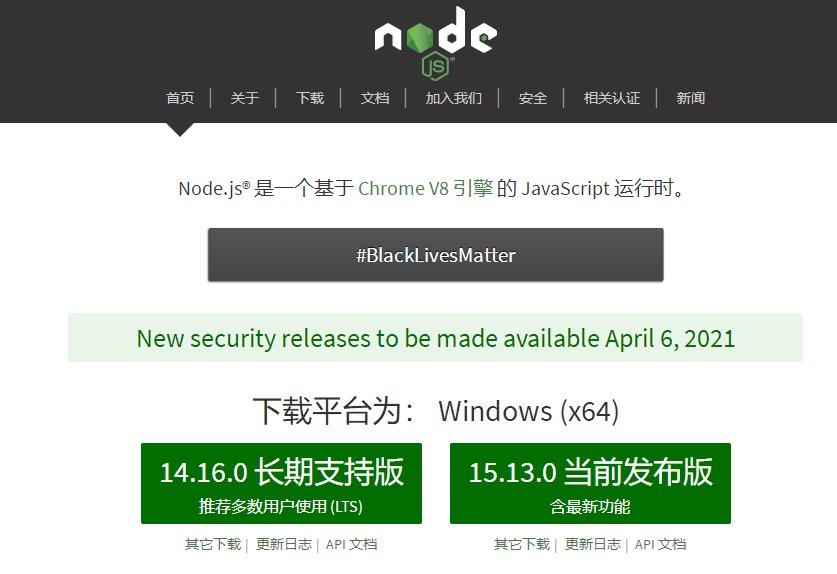 node
JS®
首页 | 关于 | 下载 | 文档 | 加入我们 | 安全 | 相关认证 | 新闻
Node.js® 是一个基于 Chrome V8 引擎 的 JavaScript 运行时。
#BlackLivesMatter
New security releases to be made available April 6, 2021
下载平台为： Windows (x64)
14.16.0 长期支持版
推荐多数用户使用 (LTS)
其它下载 | 更新日志 | API 文档
15.13.0 当前发布版
含最新功能
其它下载 | 更新日志 | API 文档